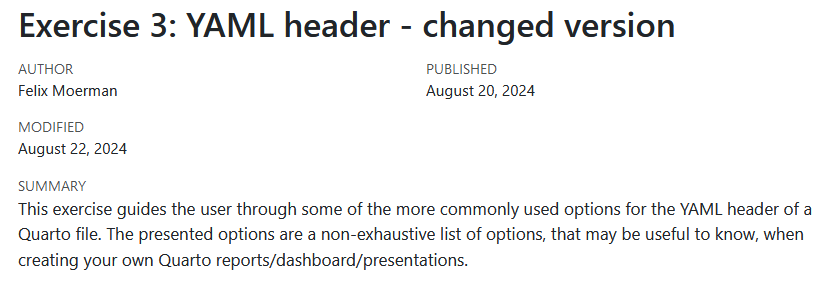 Exercise 3: YAML header - changed version
AUTHOR
Felix Moerman
PUBLISHED
August 20, 2024
MODIFIED
August 22, 2024
SUMMARY
This exercise guides the user through some of the more commonly used options for the YAML header of a
Quarto file. The presented options are a non-exhaustive list of options, that may be useful to know, when
creating your own Quarto reports/dashboard/presentations.